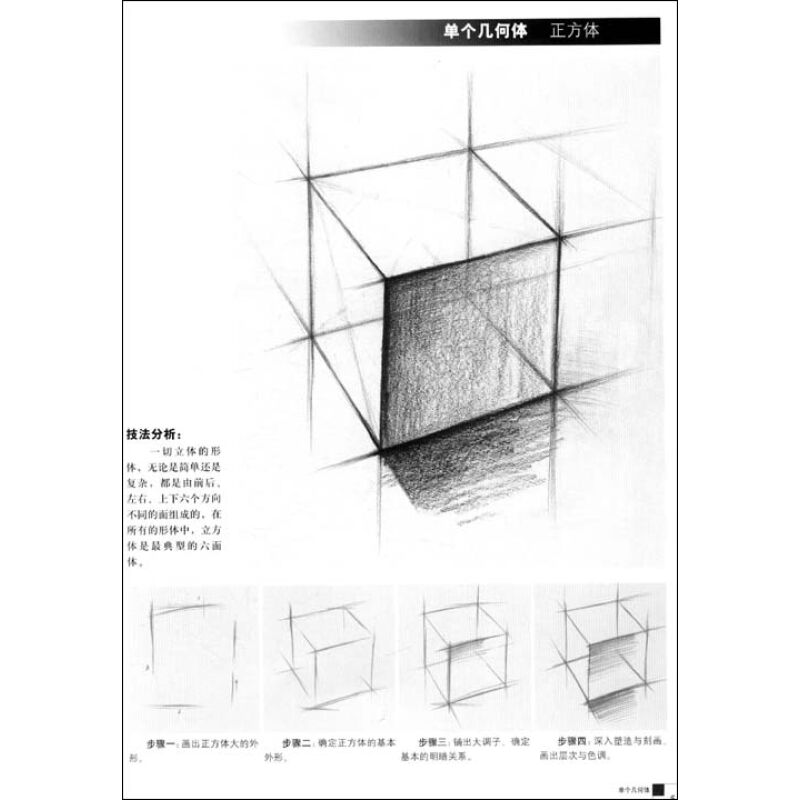 单个几何体 正方体
技法分析：
一切立体的形
体，无论是简单还是
复杂，都是由前后、
左右、上下六个方向
不同的面组成的，在
所有的形体中，立方
体是最典型的六面
体。
步骤一：画出正方体大的外
形。
步骤二：确定正方体的基本
外形。
步骤三：铺出大调子、确定
基本的明暗关系。
步骤四：深入塑造与刻画，
画出层次与色调。
单个几何体